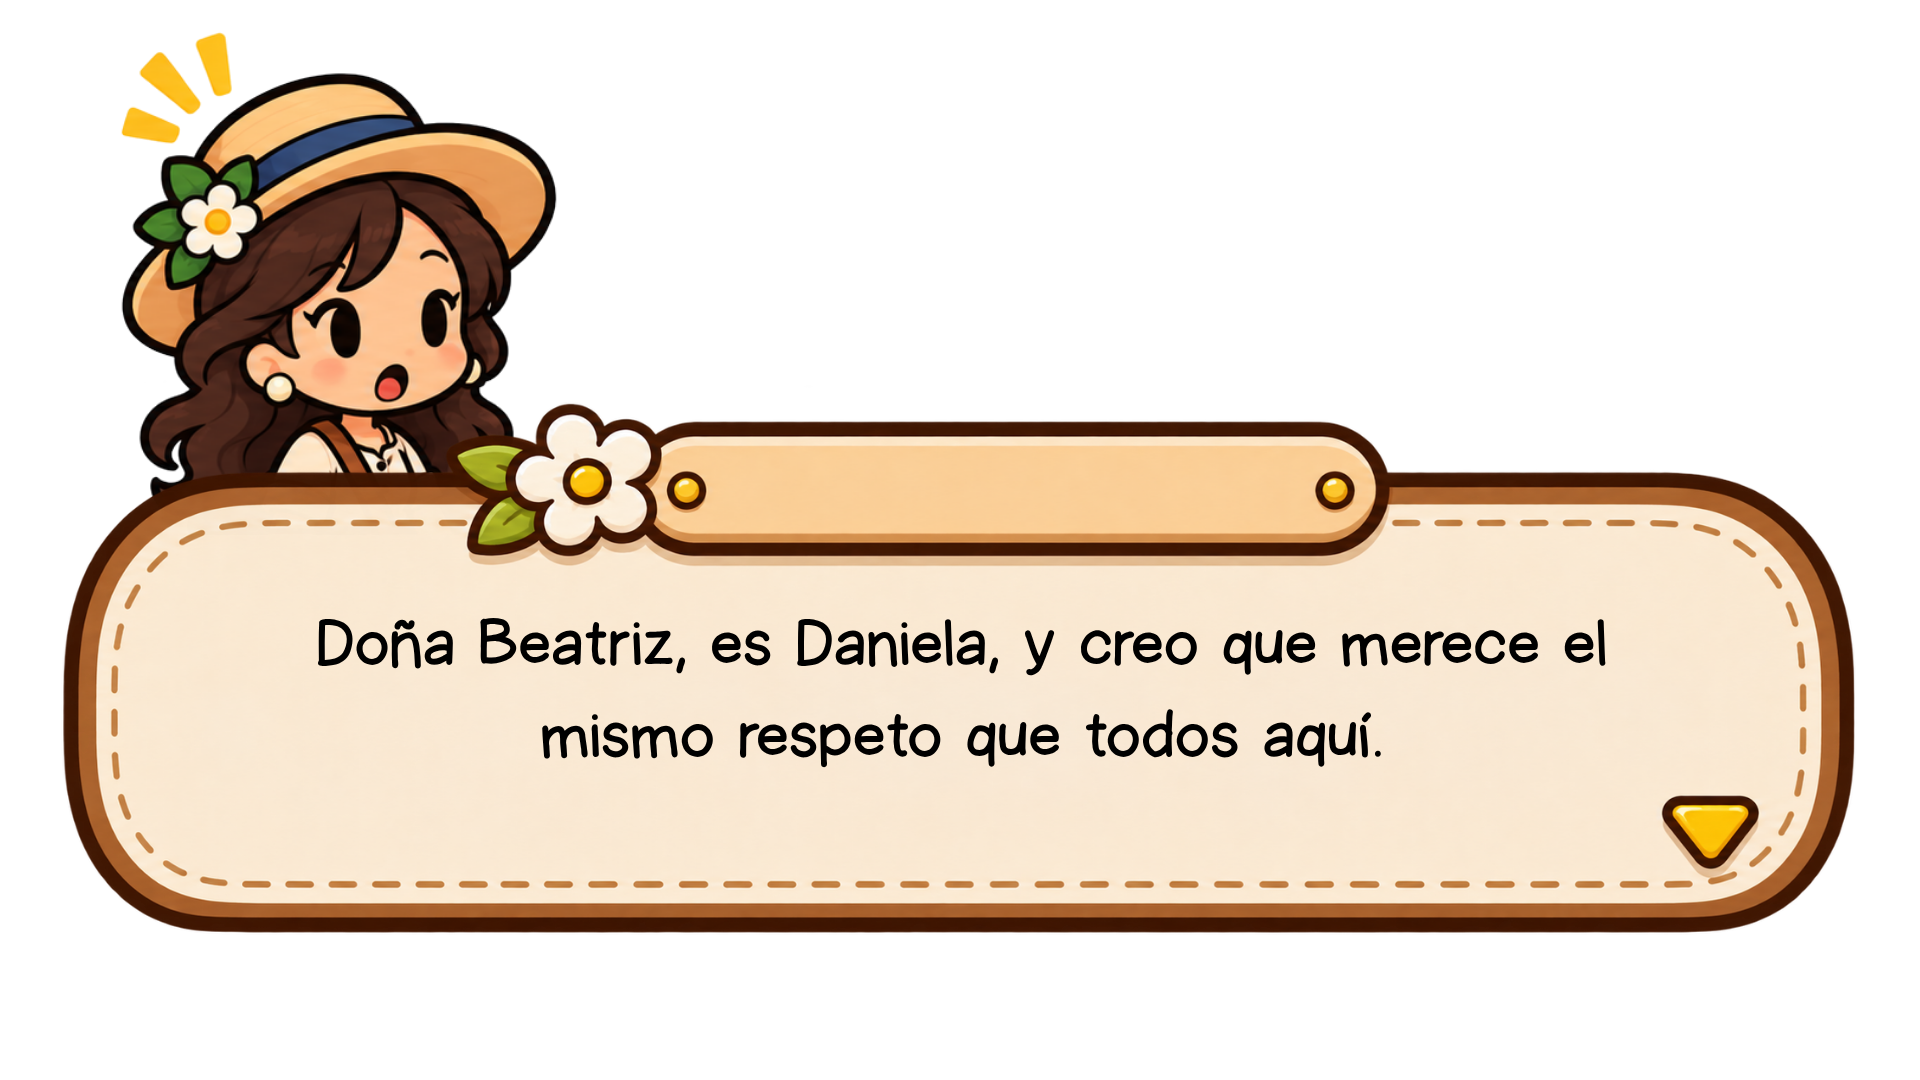 Doña Beatriz, es Daniela, y creo que merece el
mismo respeto que todos aquí.